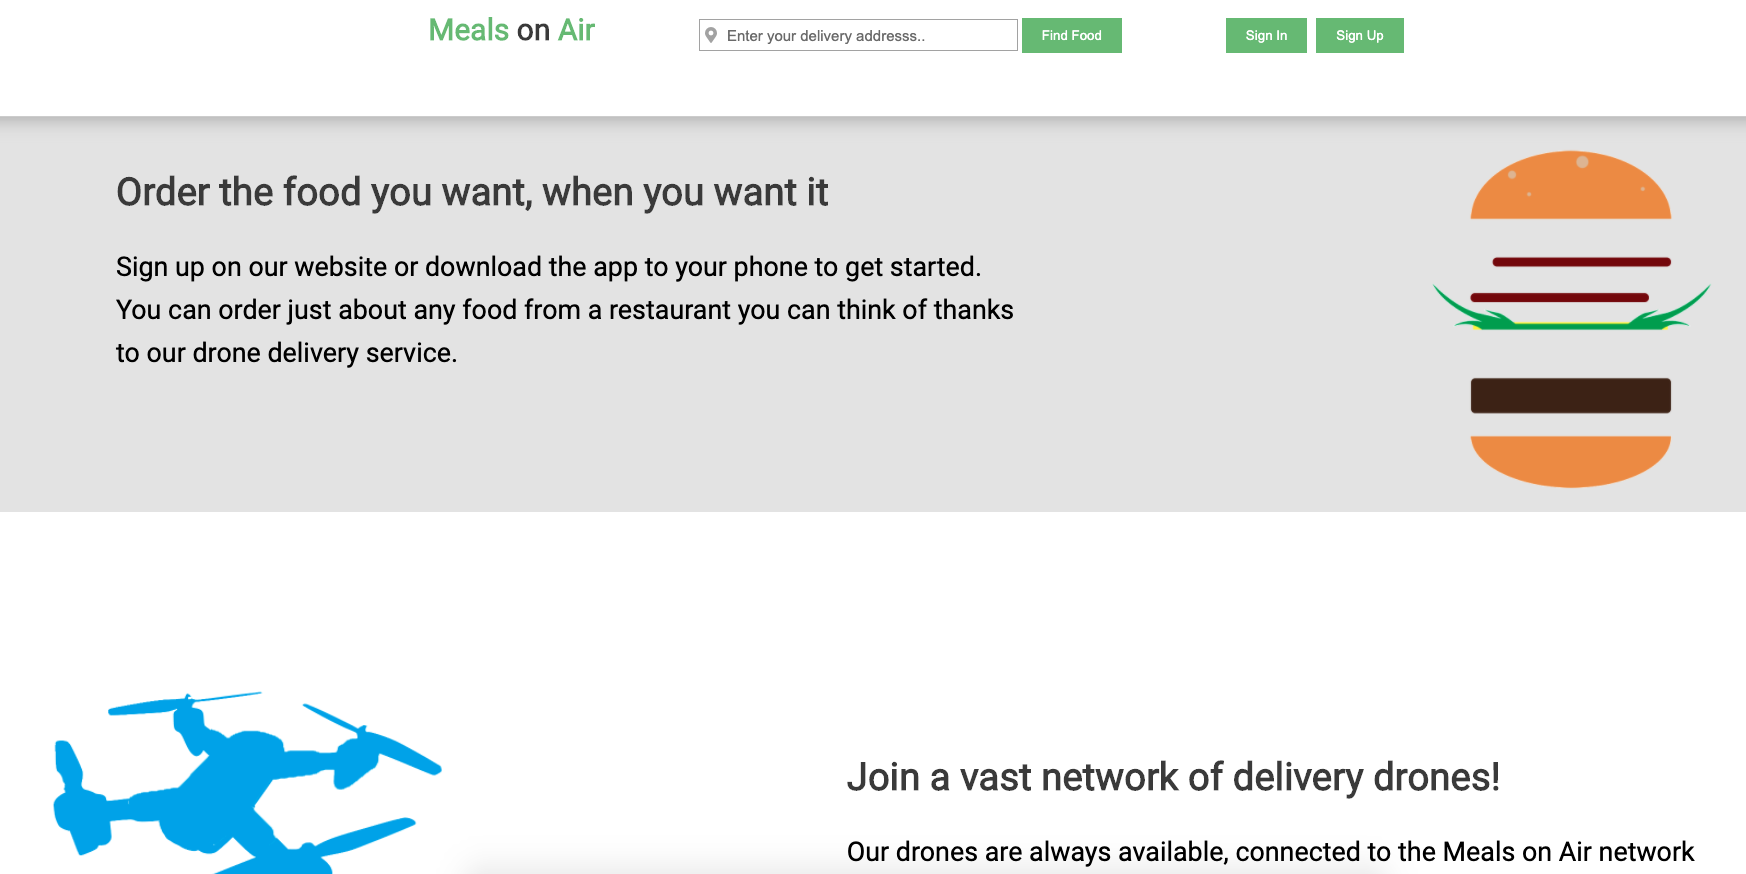 Meals on Air
Enter your delivery addresss..
Find Food
Sign In
Sign Up
Order the food you want, when you want it
Sign up on our website or download the app to your phone to get started.
You can order just about any food from a restaurant you can think of thanks
to our drone delivery service.
Join a vast network of delivery drones!
Our drones are always available, connected to the Meals on Air network